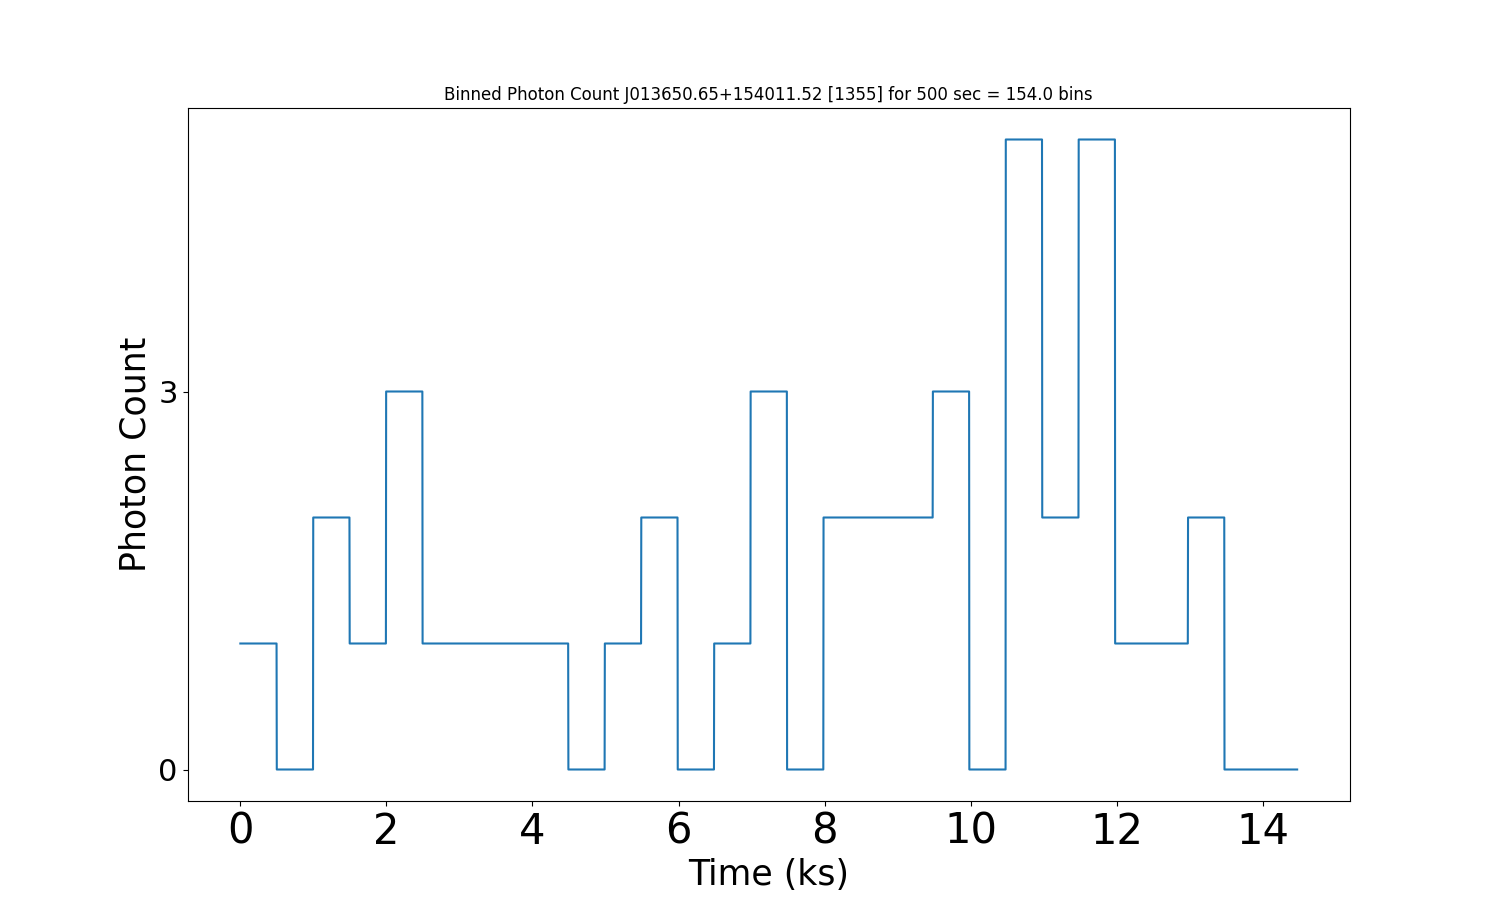 Binned Photon Count J013650.65+154011.52 [1355] for 500 sec = 154.0 bins
Photon Count
3
0
0 2 4 6 8 10 12 14
Time (ks)